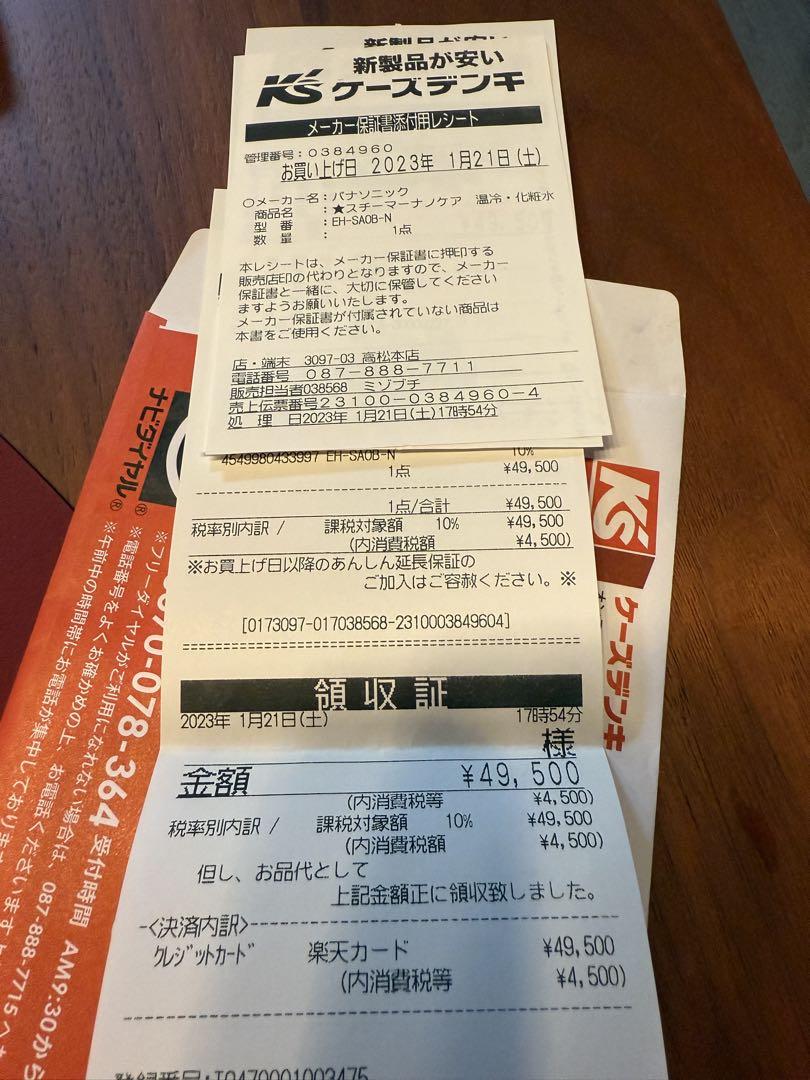 新製品が安い
新製品が安い
K's ケーズデンキ
メーカー保証書添付用レシート
管理番号:0384960
お買い上げ日 2023年 1月21日(土)
○メーカー名:パナソニック
商品名 :★スチーマーナノケア 温冷・化粧水
型 番 :EH-SA0B-N
数 量 : 1点
本レシートは、メーカー保証書に押印する
販売店印の代わりとなりますので、メーカー
保証書と一緒に、大切に保管してください
ますようお願いいたします。
メーカー保証書が付属されていない商品は
本書をご使用ください。
店・端末 3097-03 高松本店
電話番号 087-888-7711
販売担当者038568 ミゾブチ
売上伝票番号23100-0384960-4
処 理 日2023年 1月21日(土)17時54分
4549980433997 EH-SA0B-N 10%
1点 ¥49,500
1点/合計 ¥49,500
税率別内訳/ 課税対象額 10% ¥49,500
(内消費税額 ¥4,500)
※お買上げ日以降のあんしん延長保証の
ご加入はご容赦ください。※
[0173097-017038568-2310003849604]
領収証
2023年 1月21日(土) 17時54分
様
金額 ¥49,500
(内消費税等 ¥4,500)
税率別内訳/ 課税対象額 10% ¥49,500
(内消費税額 ¥4,500)
但し、お品代として
上記金額正に領収致しました。
-<決済内訳>-
クレジットカード 楽天カード ¥49,500
(内消費税等 ¥4,500)
登録番号:T0470001003475
ナビダイヤル®
070-078-364 受付時間 AM9:30から
※フリーダイヤルがご利用になれない場合は、087-888-7715へ
※電話番号をよくお確かめの上、お電話くださいます
※午前中の時間帯にお電話が集中しております
K's
ケーズデンキ